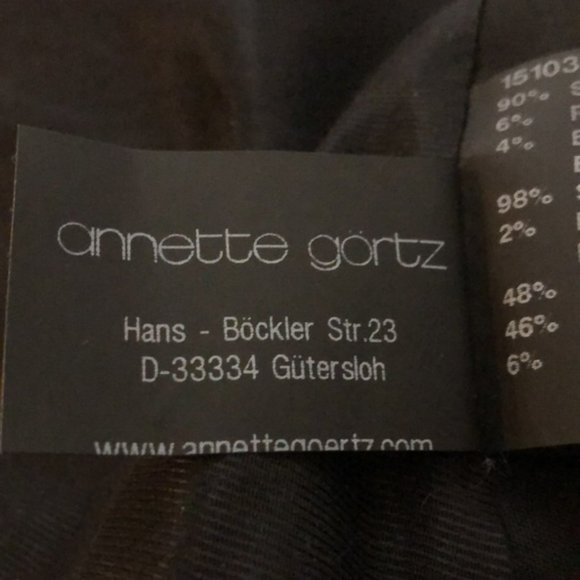 annette görtz
Hans - Böckler Str.23
D-33334 Gütersloh
www.annettegoertz.com
15103
90%
6%
4%
98%
2%
48%
46%
6%